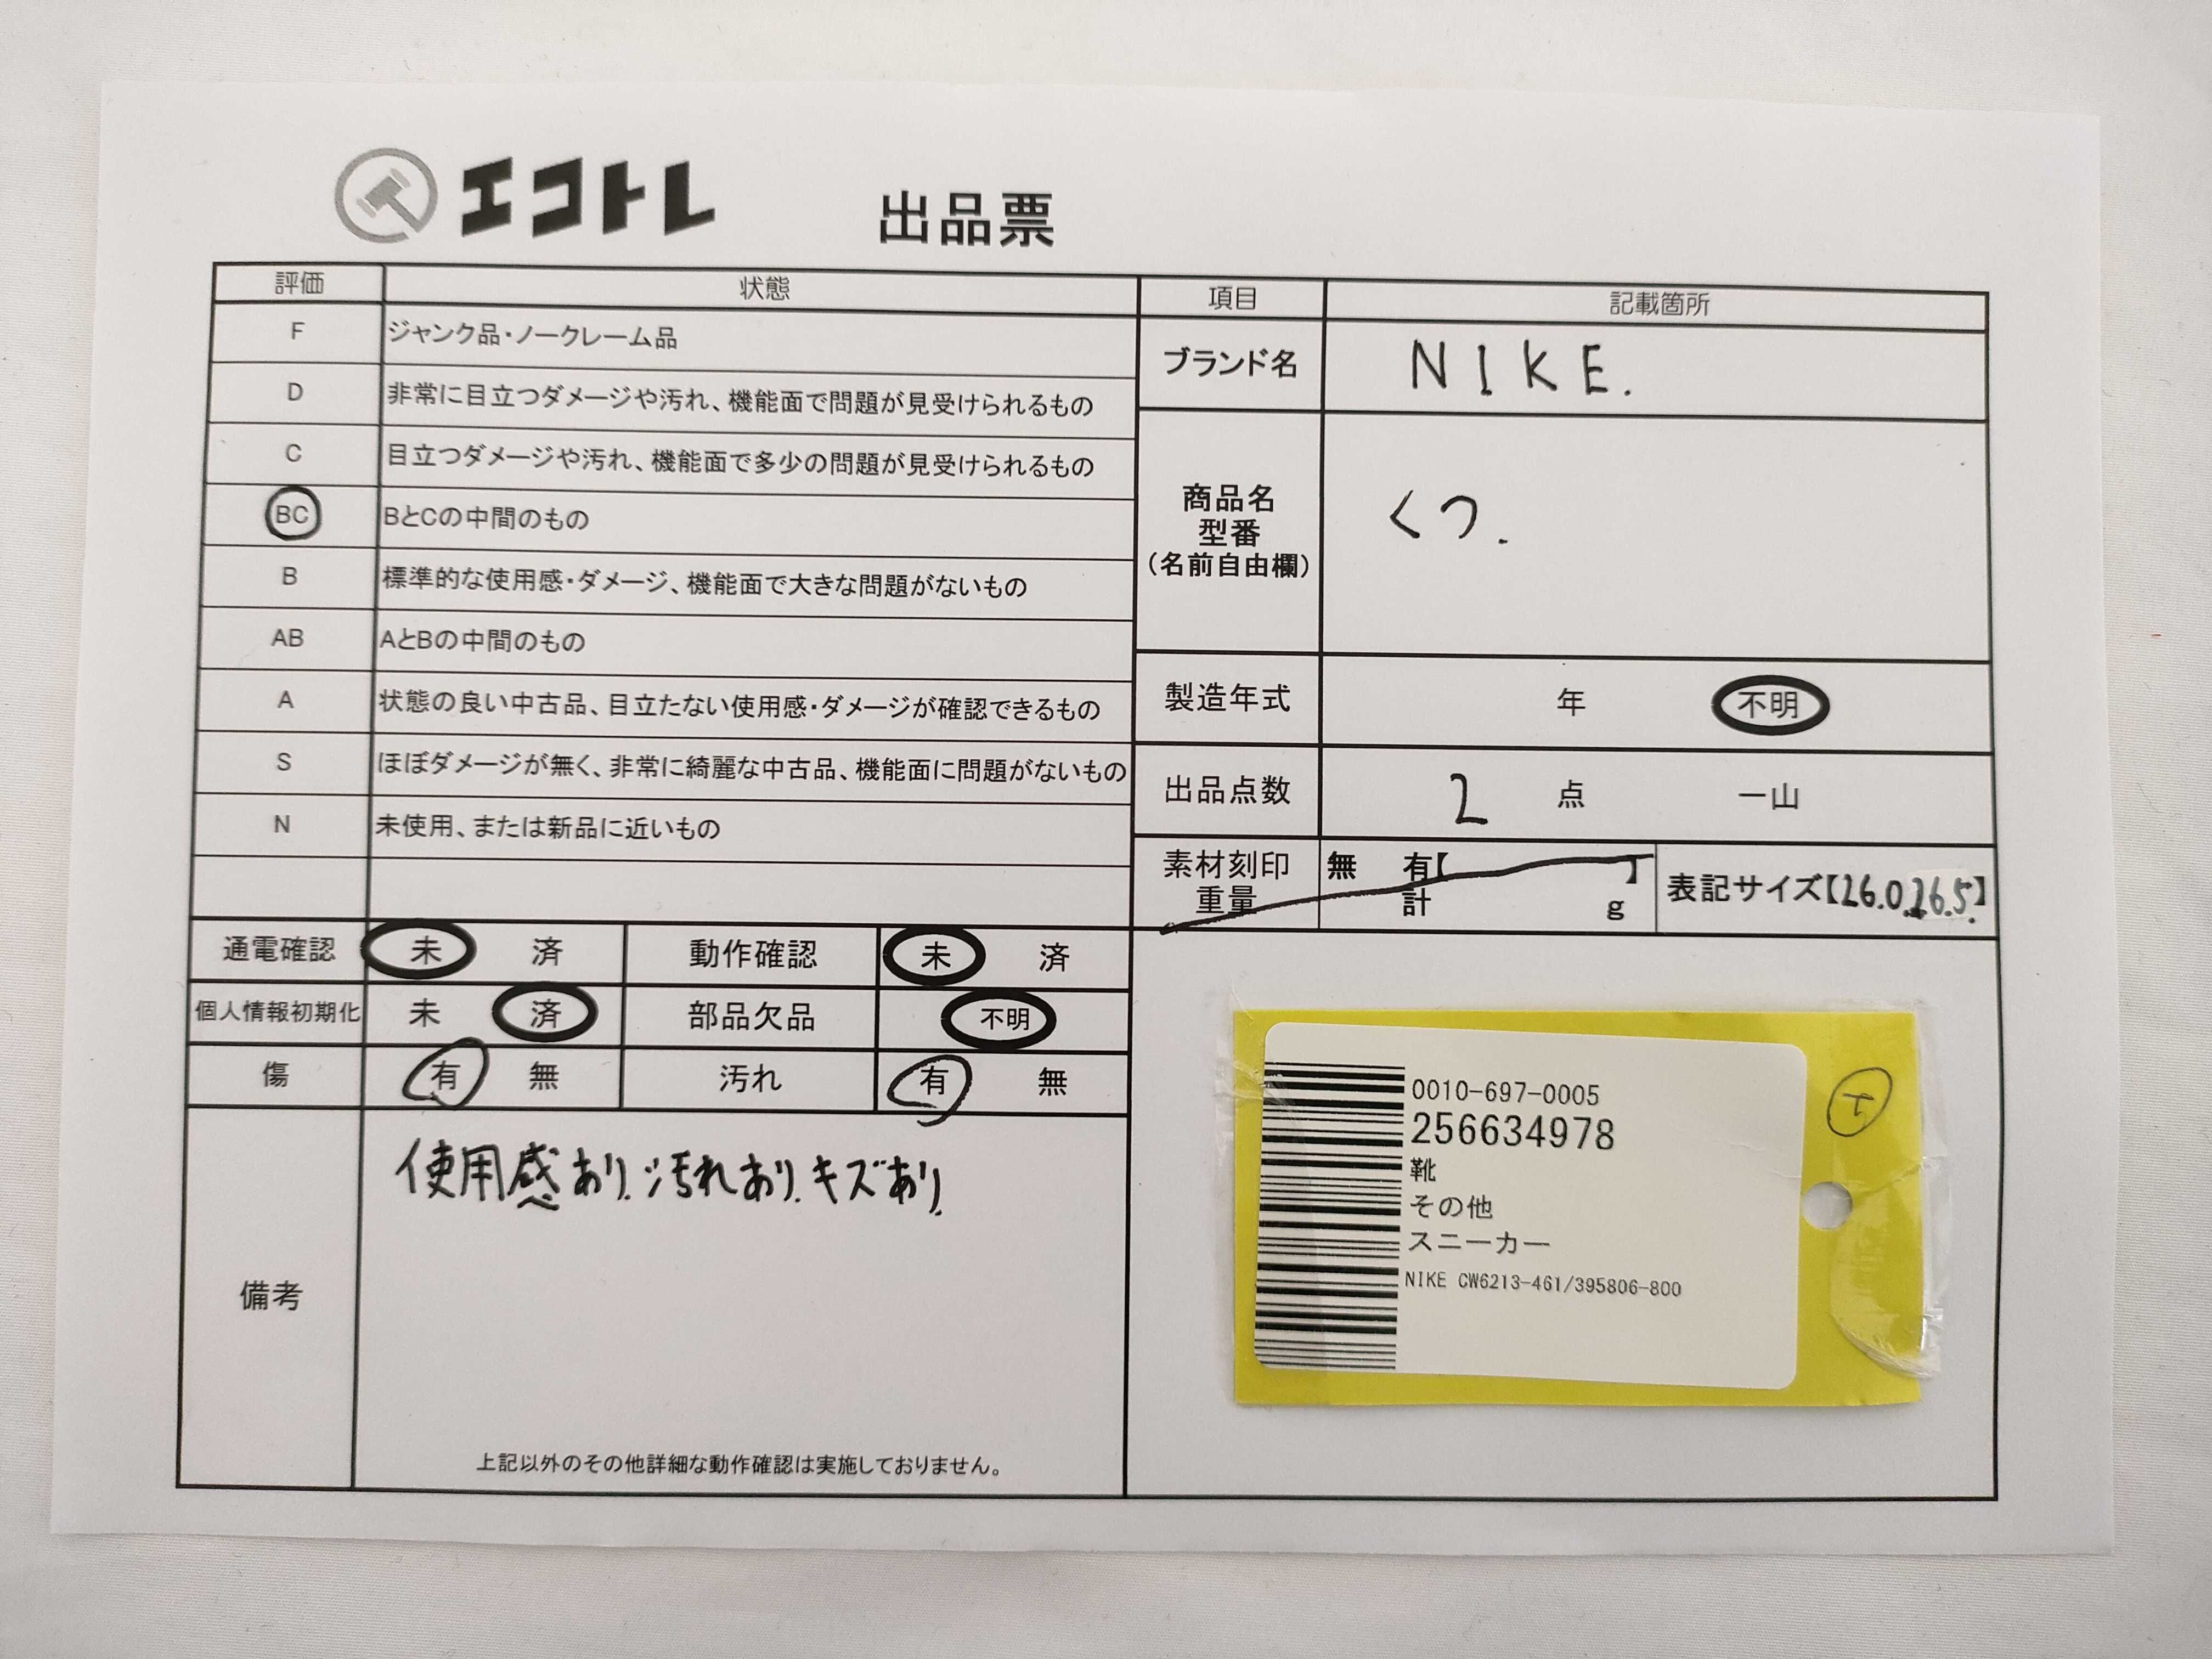 エコトレ 出品票
評価 状態
F ジャンク品・ノークレーム品
D 非常に目立つダメージや汚れ、機能面で問題が見受けられるもの
C 目立つダメージや汚れ、機能面で多少の問題が見受けられるもの
BC BとCの中間のもの
B 標準的な使用感・ダメージ、機能面で大きな問題がないもの
AB AとBの中間のもの
A 状態の良い中古品、目立たない使用感・ダメージが確認できるもの
S ほぼダメージが無く、非常に綺麗な中古品、機能面に問題がないもの
N 未使用、または新品に近いもの
項目 記載箇所
ブランド名 NIKE.
商品名
型番
(名前自由欄)
くつ.
製造年式 年 不明
出品点数 2 点 一山
素材刻印 無 有【 】
重量 計 g
表記サイズ【26.0.26.5.】
通電確認 未 済 動作確認 未 済
個人情報初期化 未 済 部品欠品 不明
傷 有 無 汚れ 有 無
備考
使用感あり.汚れあり.キズあり.
上記以外のその他詳細な動作確認は実施しておりません。
0010-697-0005
256634978
靴
その他
スニーカー
NIKE CW6213-461/395806-800